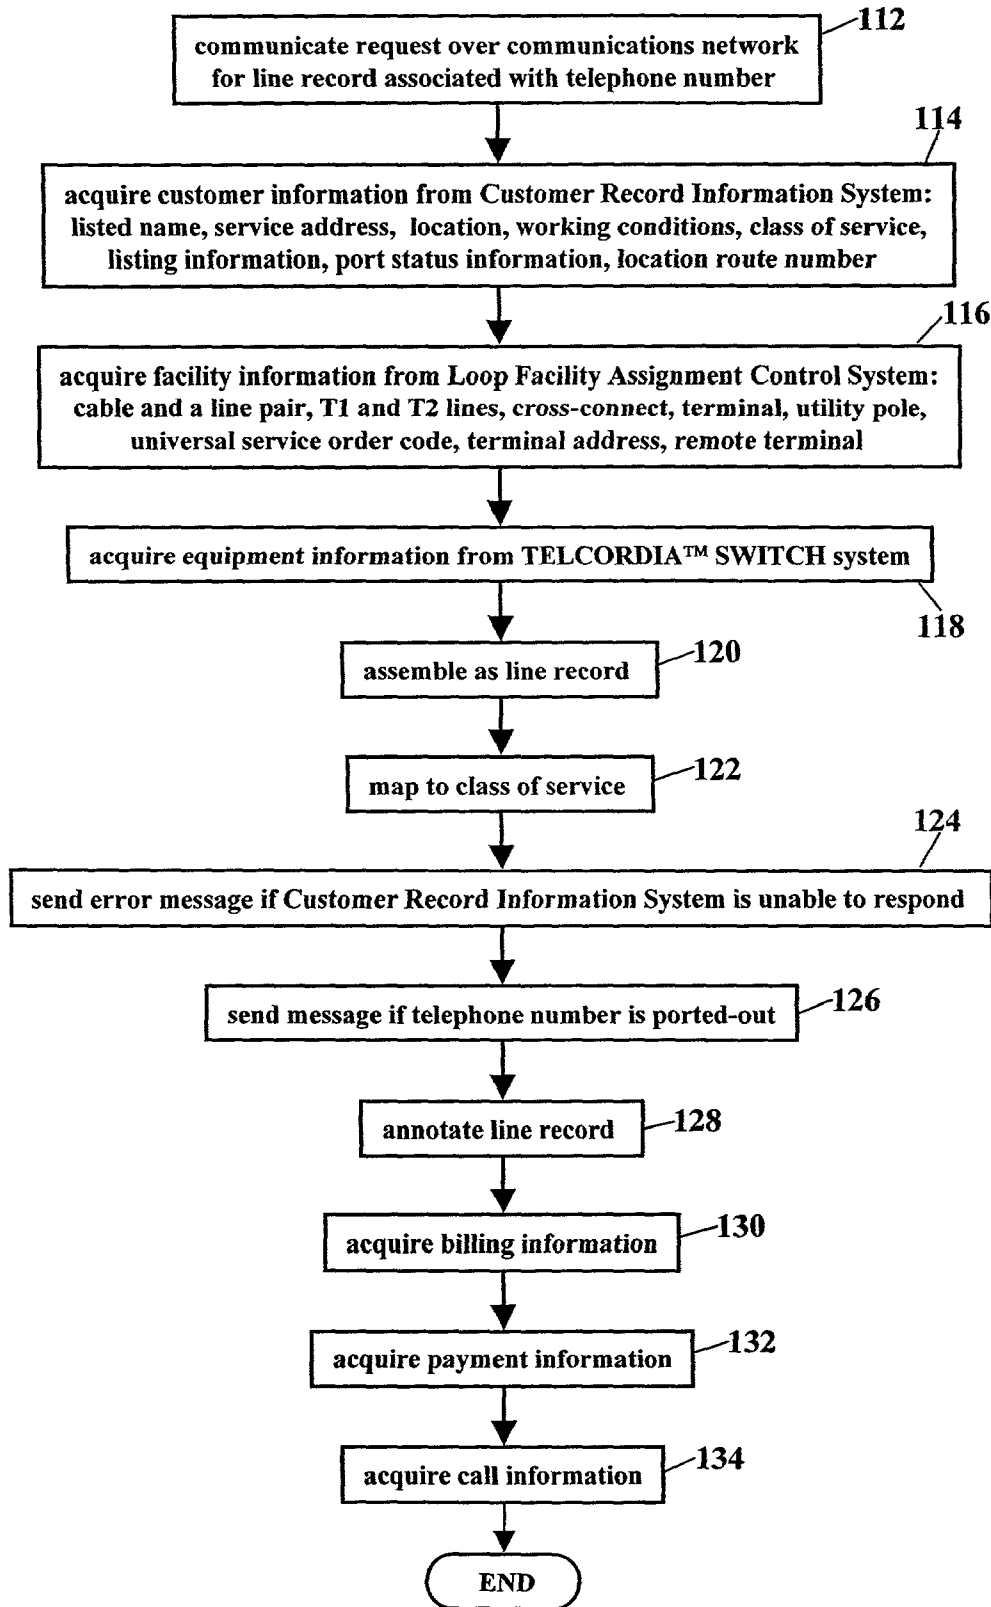 112
communicate request over communications network
for line record associated with telephone number
114
acquire customer information from Customer Record Information System:
listed name, service address, location, working conditions, class of service,
listing information, port status information, location route number
116
acquire facility information from Loop Facility Assignment Control System:
cable and a line pair, T1 and T2 lines, cross-connect, terminal, utility pole,
universal service order code, terminal address, remote terminal
acquire equipment information from TELCORDIA™ SWITCH system
118
assemble as line record
120
map to class of service
122
124
send error message if Customer Record Information System is unable to respond
send message if telephone number is ported-out
126
annotate line record
128
acquire billing information
130
acquire payment information
132
acquire call information
134
END